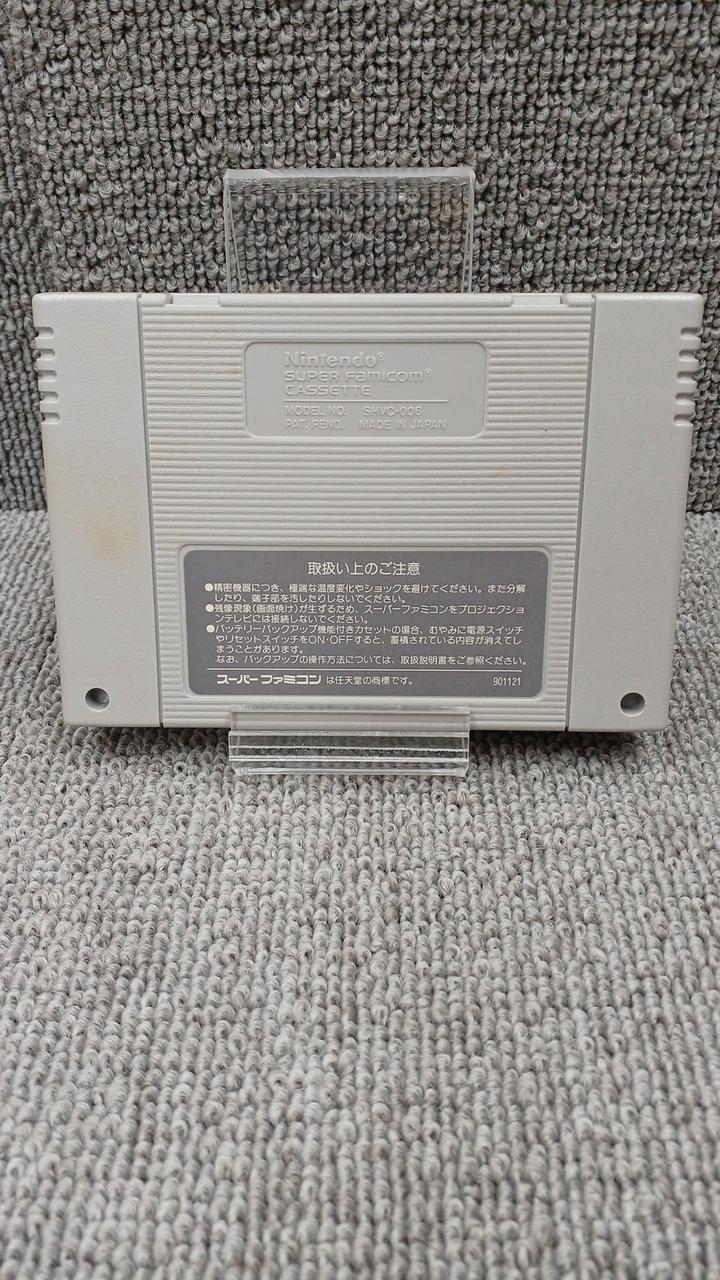 Nintendo®
SUPER FAMICOM®
CASSETTE
MODEL NO. SHVC-006
PAT. PEND. MADE IN JAPAN
取扱い上のご注意
●精密機器につき、極端な温度変化やショックを避けてください。また分解
したり、端子部を汚したりしないでください。
●残像現象(画面焼け)が生ずるため、スーパーファミコンをプロジェクショ
ンテレビには接続しないでください。
●バッテリーバックアップ機能付きカセットの場合、むやみに電源スイッチ
やリセットスイッチをON・OFFすると、蓄積されている内容が消えてし
まうことがあります。
なお、バックアップの操作方法については、取扱説明書をご参照ください。
スーパーファミコン は任天堂の商標です。 901121